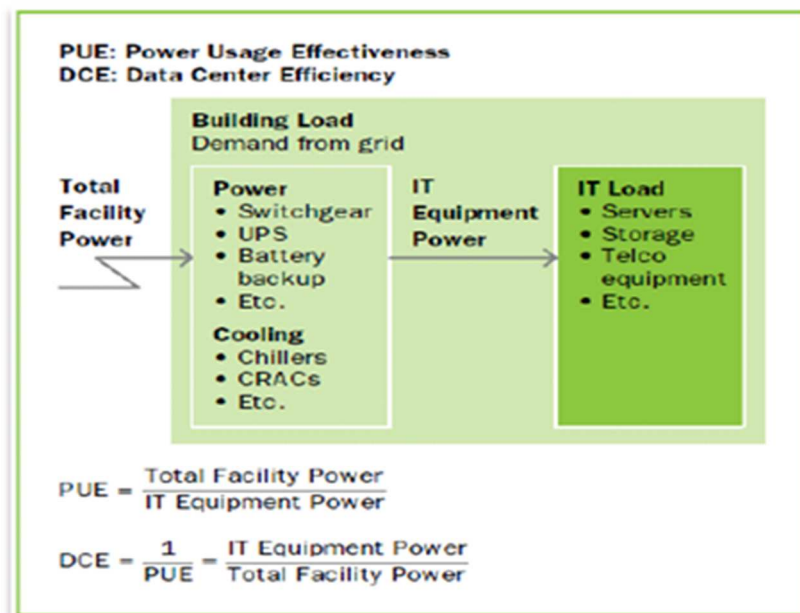 PUE: Power Usage Effectiveness
DCE: Data Center Efficiency
Building Load
Demand from grid
Total
Facility
Power
Power
• Switchgear
• UPS
• Battery
backup
• Etc.
Cooling
• Chillers
• CRACs
• Etc.
IT
Equipment
Power
IT Load
• Servers
• Storage
• Telco
equipment
• Etc.
PUE = Total Facility Power / IT Equipment Power
DCE = 1 / PUE = IT Equipment Power / Total Facility Power